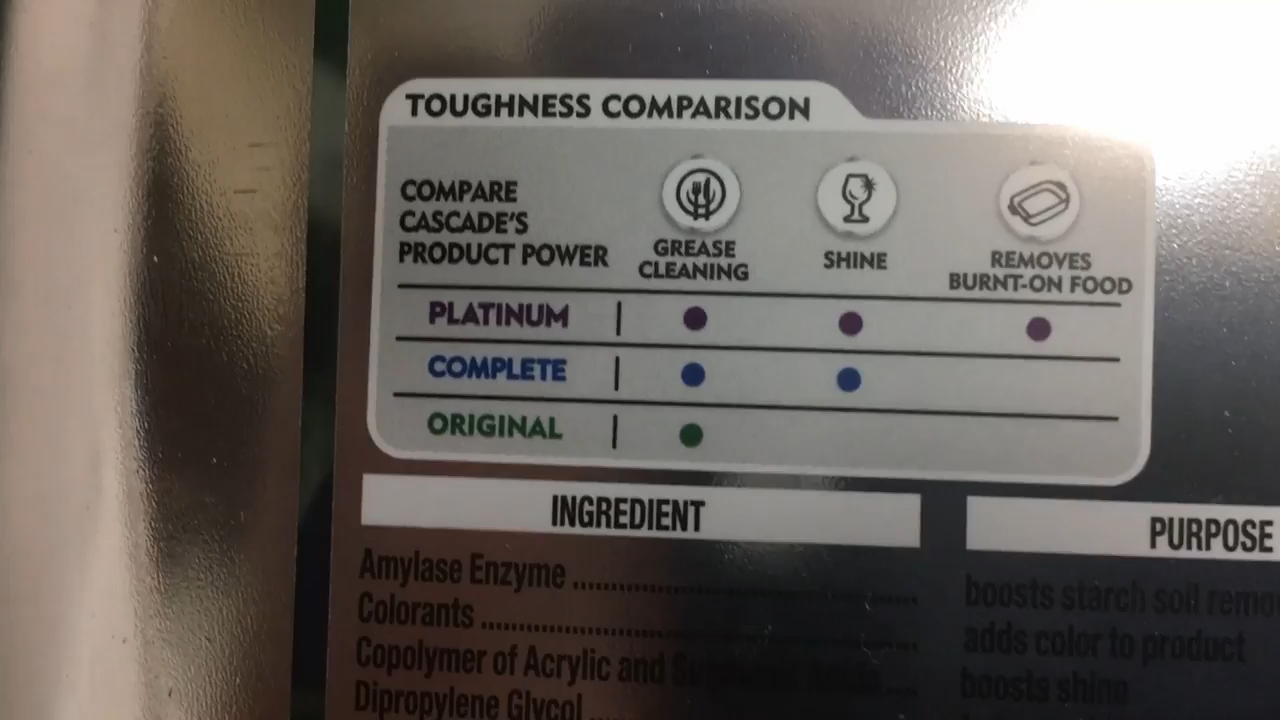 TOUGHNESS COMPARISON
COMPARE
CASCADE'S
PRODUCT POWER
GREASE
CLEANING
SHINE
REMOVES
BURNT-ON FOOD
PLATINUM
COMPLETE
ORIGINAL
INGREDIENT
PURPOSE
Amylase Enzyme
boosts starch soil
Colorants
adds color to product
Copolymer of Acrylic and
boosts shine
Dipropylene Glycol